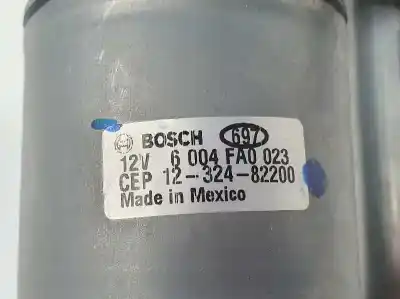 BOSCH 697
12V 6 004 FA0 023
CEP 12-324-82200
Made in Mexico